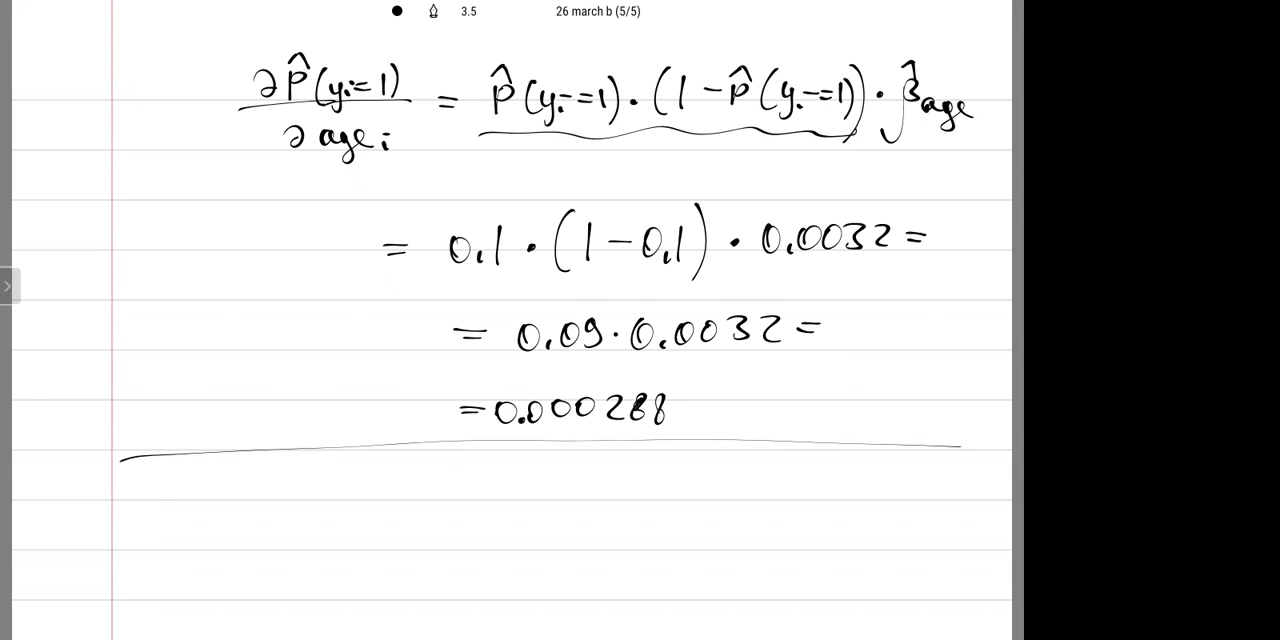 3.5 26 march b (5/5)
∂P̂(yᵢ=1) / ∂ageᵢ = P̂(yᵢ=1)·(1−P̂(yᵢ=1))·β̂age
= 0.1·(1−0.1)·0.0032=
= 0.09·0.0032=
=0.000288